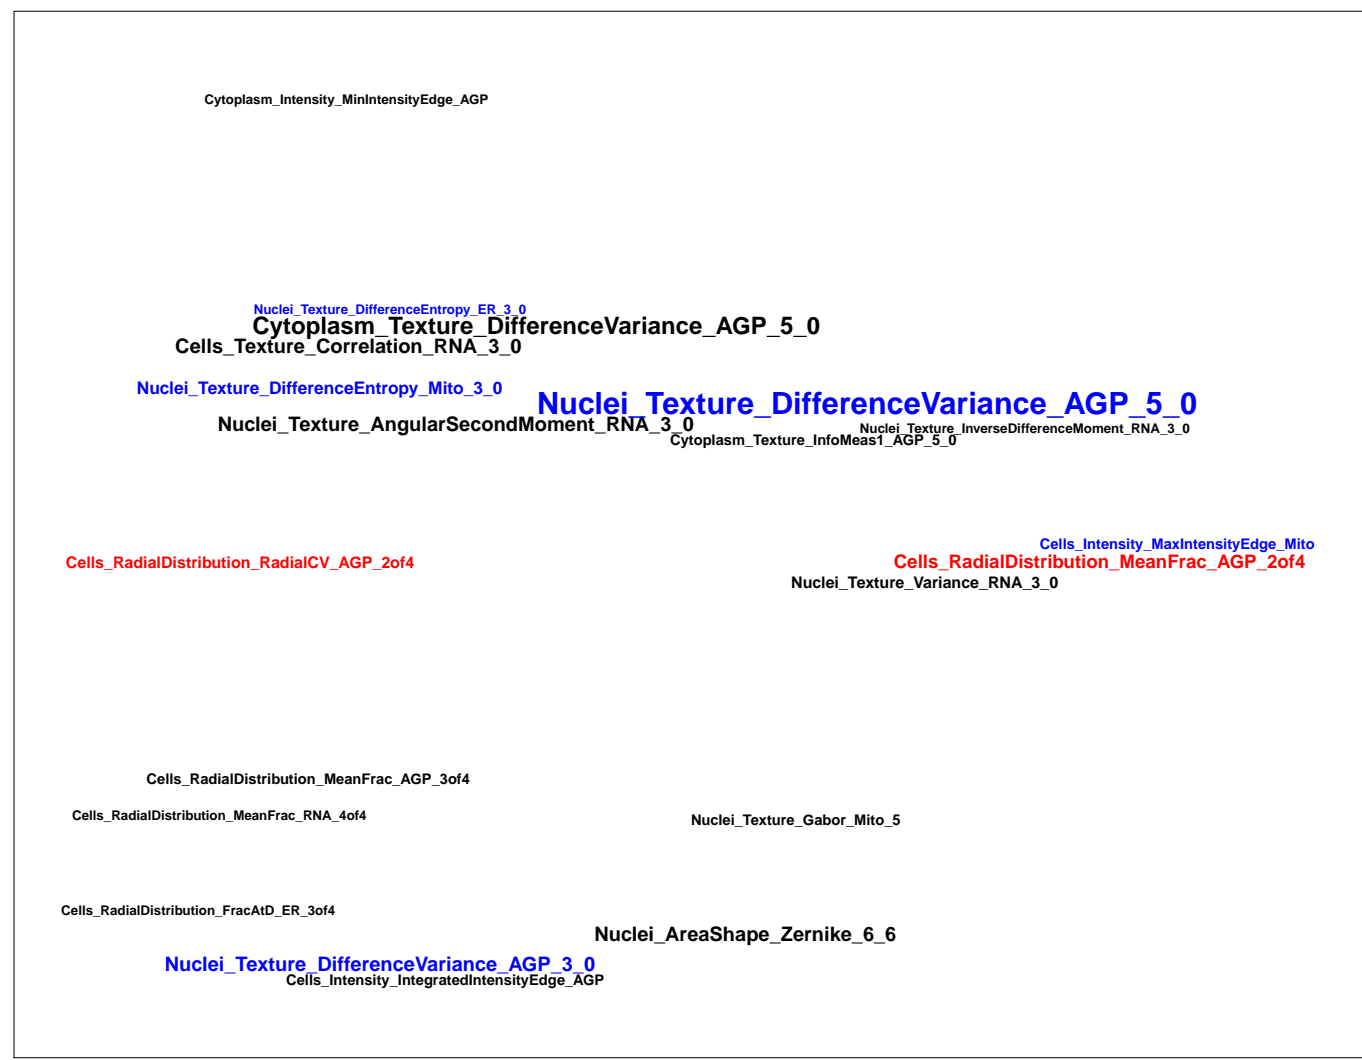 Cytoplasm_Intensity_MinIntensityEdge_AGP
Nuclei_Texture_DifferenceEntropy_ER_3_0
Cytoplasm_Texture_DifferenceVariance_AGP_5_0
Cells_Texture_Correlation_RNA_3_0
Nuclei_Texture_DifferenceEntropy_Mito_3_0
Nuclei_Texture_DifferenceVariance_AGP_5_0
Nuclei_Texture_AngularSecondMoment_RNA_3_0
Nuclei_Texture_InverseDifferenceMoment_RNA_3_0
Cytoplasm_Texture_InfoMeas1_AGP_5_0
Cells_Intensity_MaxIntensityEdge_Mito
Cells_RadialDistribution_RadialCV_AGP_2of4
Cells_RadialDistribution_MeanFrac_AGP_2of4
Nuclei_Texture_Variance_RNA_3_0
Cells_RadialDistribution_MeanFrac_AGP_3of4
Cells_RadialDistribution_MeanFrac_RNA_4of4
Nuclei_Texture_Gabor_Mito_5
Cells_RadialDistribution_FracAtD_ER_3of4
Nuclei_AreaShape_Zernike_6_6
Nuclei_Texture_DifferenceVariance_AGP_3_0
Cells_Intensity_IntegratedIntensityEdge_AGP